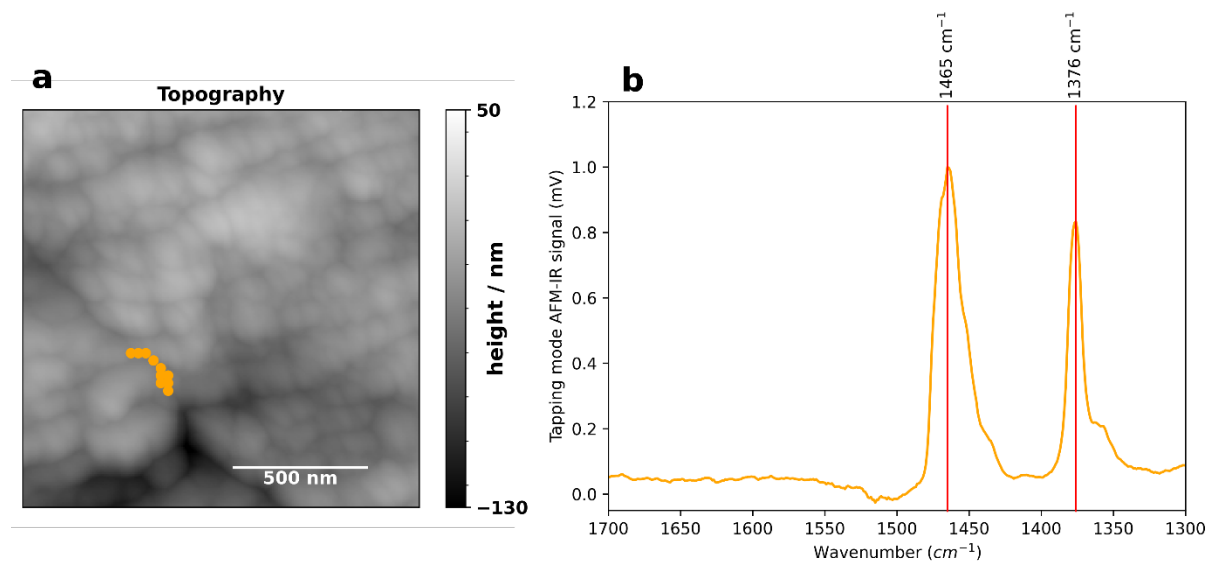 a
Topography
50
height / nm
−130
500 nm
b
1465 cm⁻¹
1376 cm⁻¹
1.2
1.0
0.8
0.6
0.4
0.2
0.0
Tapping mode AFM-IR signal (mV)
1700 1650 1600 1550 1500 1450 1400 1350 1300
Wavenumber (cm⁻¹)